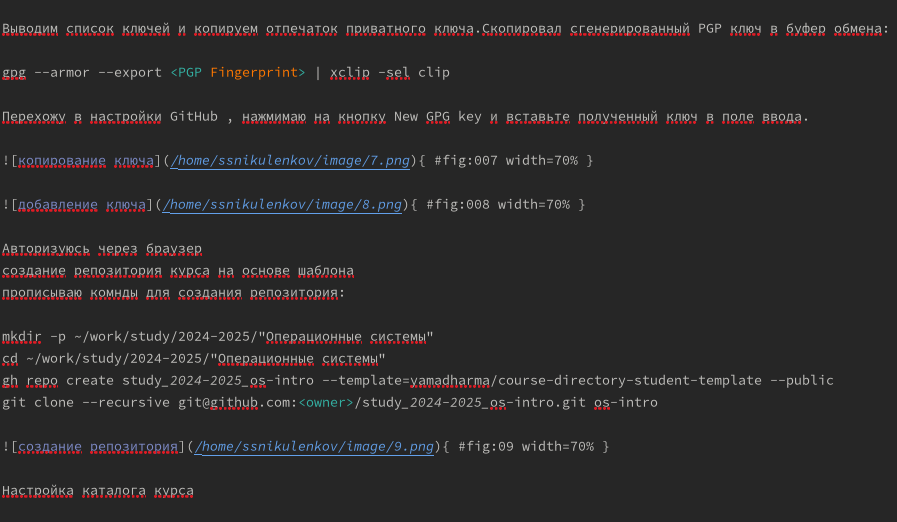 Выводим список ключей и копируем отпечаток приватного ключа.Скопировал сгенерированный PGP ключ в буфер обмена:
gpg --armor --export <PGP Fingerprint> | xclip -sel clip
Перехожу в настройки GitHub , нажмимаю на кнопку New GPG key и вставьте полученный ключ в поле ввода.
![копирование ключа](/home/ssnikulenkov/image/7.png){ #fig:007 width=70% }
![добавление ключа](/home/ssnikulenkov/image/8.png){ #fig:008 width=70% }
Авторизуюсь через браузер
создание репозитория курса на основе шаблона
прописываю комнды для создания репозитория:
mkdir -p ~/work/study/2024-2025/"Операционные системы"
cd ~/work/study/2024-2025/"Операционные системы"
gh repo create study_2024-2025_os-intro --template=yamadharma/course-directory-student-template --public
git clone --recursive git@github.com:<owner>/study_2024-2025_os-intro.git os-intro
![создание репозитория](/home/ssnikulenkov/image/9.png){ #fig:09 width=70% }
Настройка каталога курса